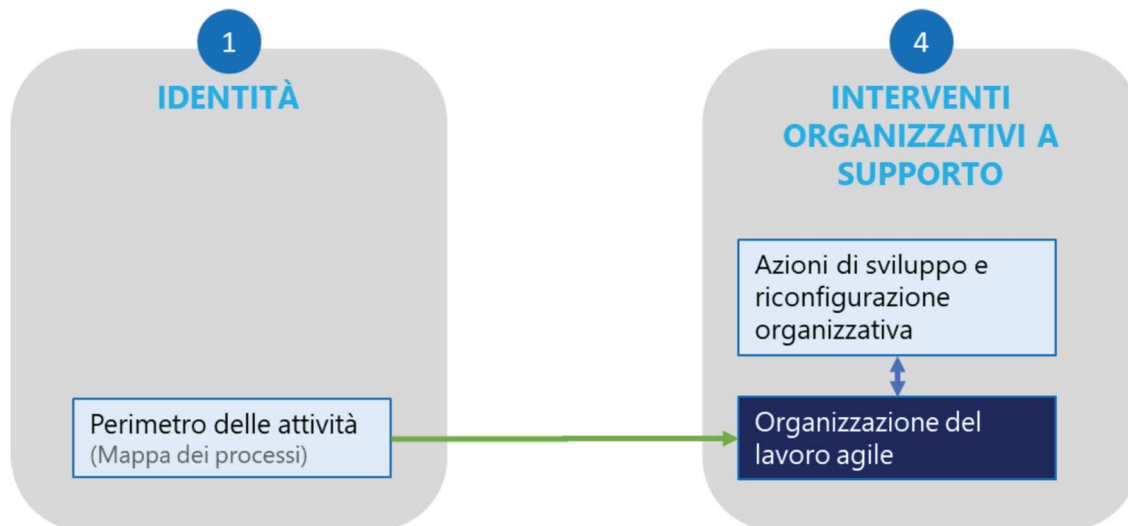 1
IDENTITÀ
Perimetro delle attività
(Mappa dei processi)
4
INTERVENTI
ORGANIZZATIVI A
SUPPORTO
Azioni di sviluppo e
riconfigurazione
organizzativa
Organizzazione del
lavoro agile